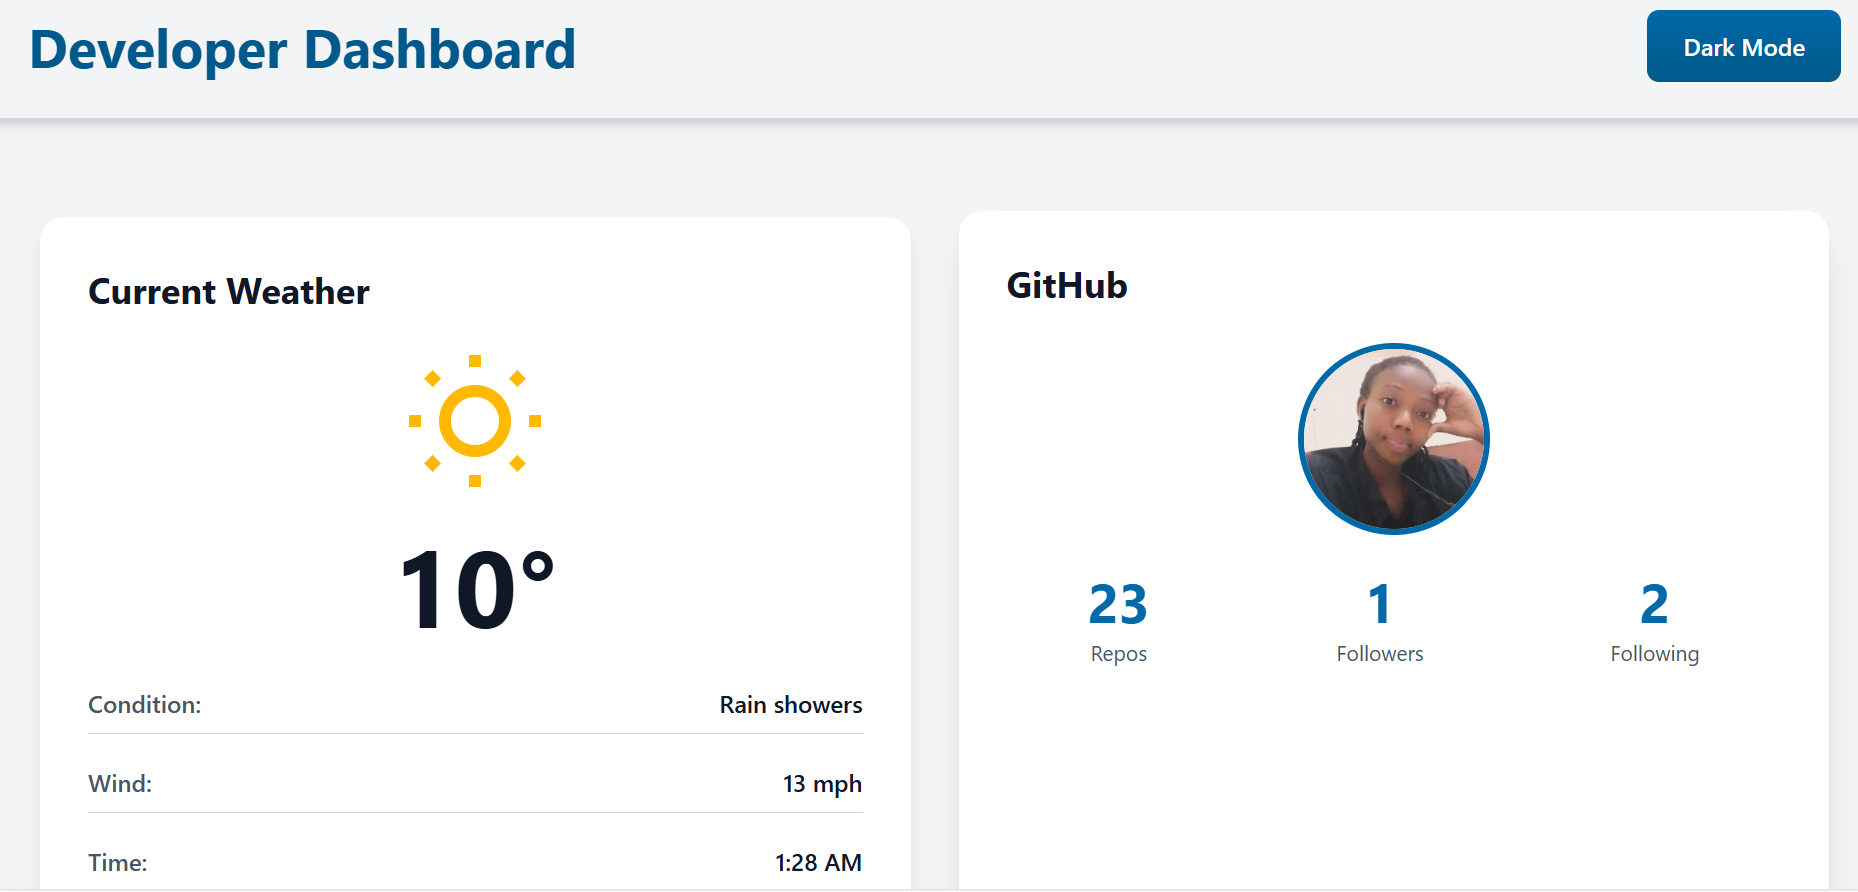 Developer Dashboard
Dark Mode
Current Weather
10°
Condition: Rain showers
Wind: 13 mph
Time: 1:28 AM
GitHub
23 1 2
Repos Followers Following